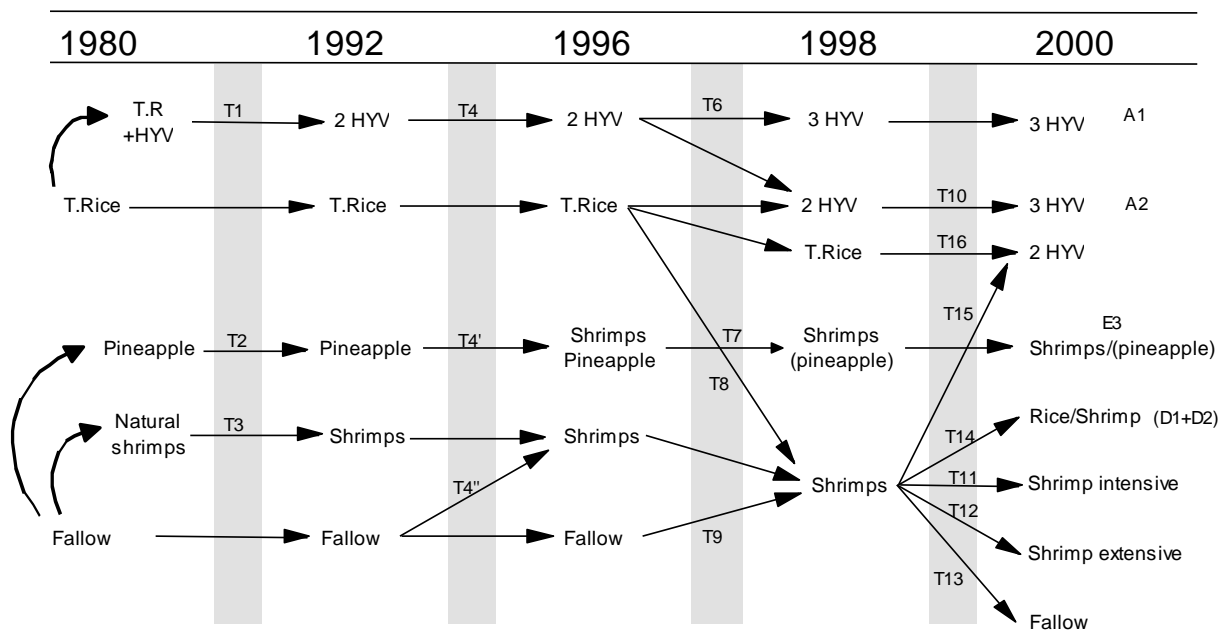 1980 1992 1996 1998 2000
T.R T1 T4 T6
+HYV 2 HYV 2 HYV 3 HYV 3 HYV A1
T.Rice T.Rice T.Rice 2 HYV T10 3 HYV A2
T.Rice T16 2 HYV
T15
Pineapple T2 Pineapple T4' Shrimps T7 Shrimps E3
Pineapple (pineapple) Shrimps/(pineapple)
T8
Natural T3 Shrimps Shrimps Rice/Shrimp (D1+D2)
shrimps T14
T4" Shrimps T11 Shrimp intensive
T12
Fallow Fallow Fallow T9 Shrimp extensive
T13
Fallow